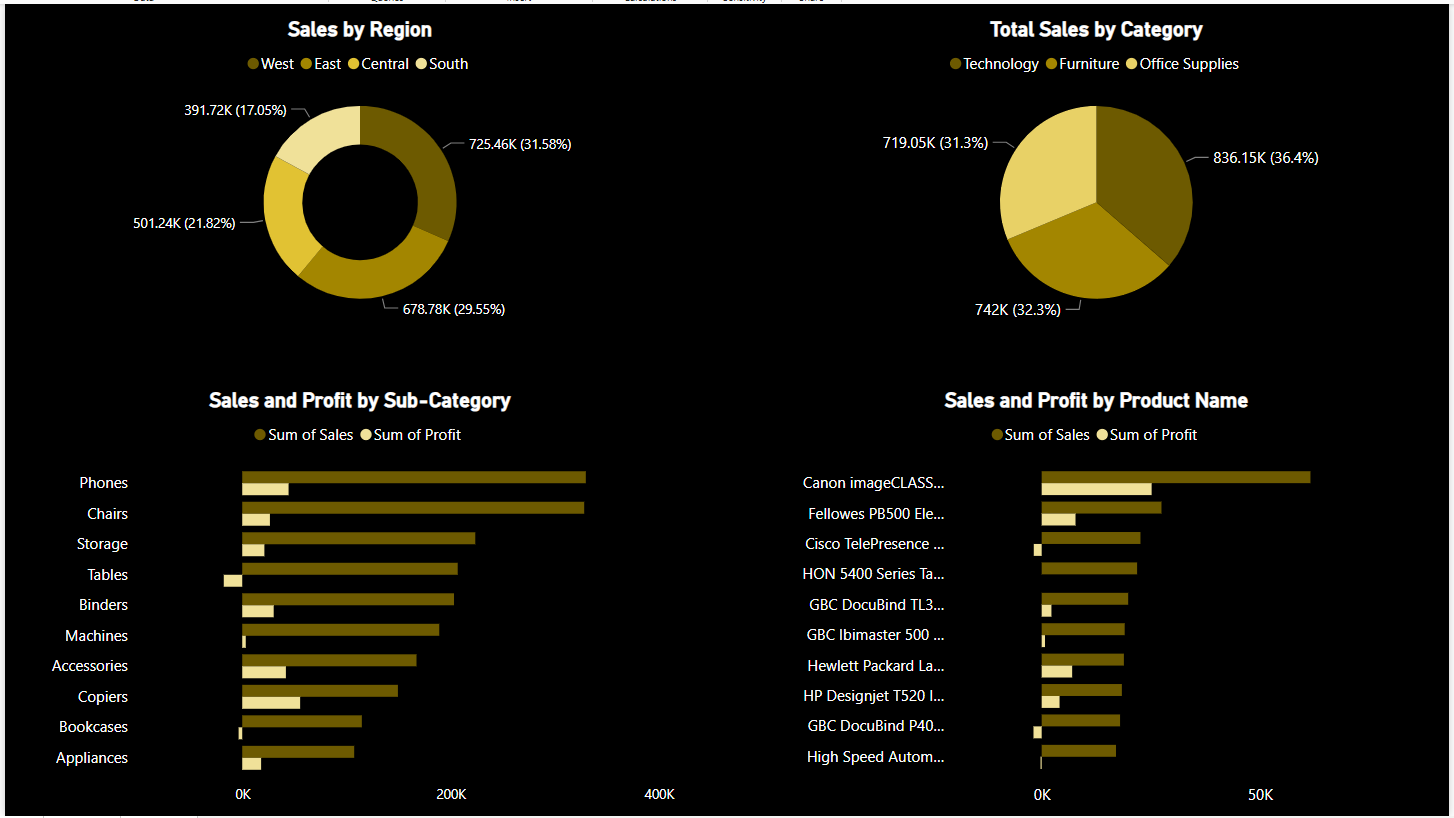 Sales by Region
West East Central South
391.72K (17.05%)
725.46K (31.58%)
501.24K (21.82%)
678.78K (29.55%)
Total Sales by Category
Technology Furniture Office Supplies
719.05K (31.3%)
836.15K (36.4%)
742K (32.3%)
Sales and Profit by Sub-Category
Sum of Sales Sum of Profit
Phones
Chairs
Storage
Tables
Binders
Machines
Accessories
Copiers
Bookcases
Appliances
0K 200K 400K
Sales and Profit by Product Name
Sum of Sales Sum of Profit
Canon imageCLASS...
Fellowes PB500 Ele...
Cisco TelePresence ...
HON 5400 Series Ta...
GBC DocuBind TL3...
GBC Ibimaster 500 ...
Hewlett Packard La...
HP Designjet T520 I...
GBC DocuBind P40...
High Speed Autom...
0K 50K